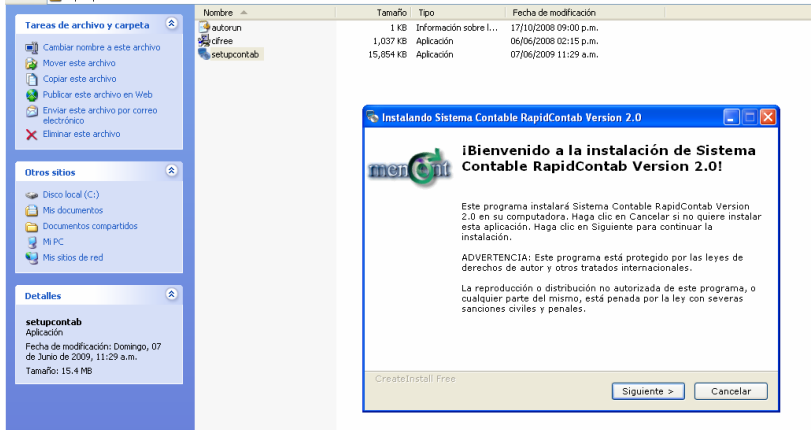 Nombre Tamaño Tipo Fecha de modificación
autorun 1 KB Información sobre l... 17/10/2008 09:00 p.m.
cifree 1,037 KB Aplicación 06/06/2008 02:15 p.m.
setupcontab 15,854 KB Aplicación 07/06/2009 11:29 a.m.
Tareas de archivo y carpeta
Cambiar nombre a este archivo
Mover este archivo
Copiar este archivo
Publicar este archivo en Web
Enviar este archivo por correo
electrónico
Eliminar este archivo
Otros sitios
Disco local (C:)
Mis documentos
Documentos compartidos
Mi PC
Mis sitios de red
Detalles
setupcontab
Aplicación
Fecha de modificación: Domingo, 07
de Junio de 2009, 11:29 a.m.
Tamaño: 15.4 MB
Instalando Sistema Contable RapidContab Version 2.0
¡Bienvenido a la instalación de Sistema
Contable RapidContab Version 2.0!
Este programa instalará Sistema Contable RapidContab Version
2.0 en su computadora. Haga clic en Cancelar si no quiere instalar
esta aplicación. Haga clic en Siguiente para continuar la
instalación.
ADVERTENCIA: Este programa está protegido por las leyes de
derechos de autor y otros tratados internacionales.
La reproducción o distribución no autorizada de este programa, o
cualquier parte del mismo, está penada por la ley con severas
sanciones civiles y penales.
CreateInstall Free
Siguiente >
Cancelar